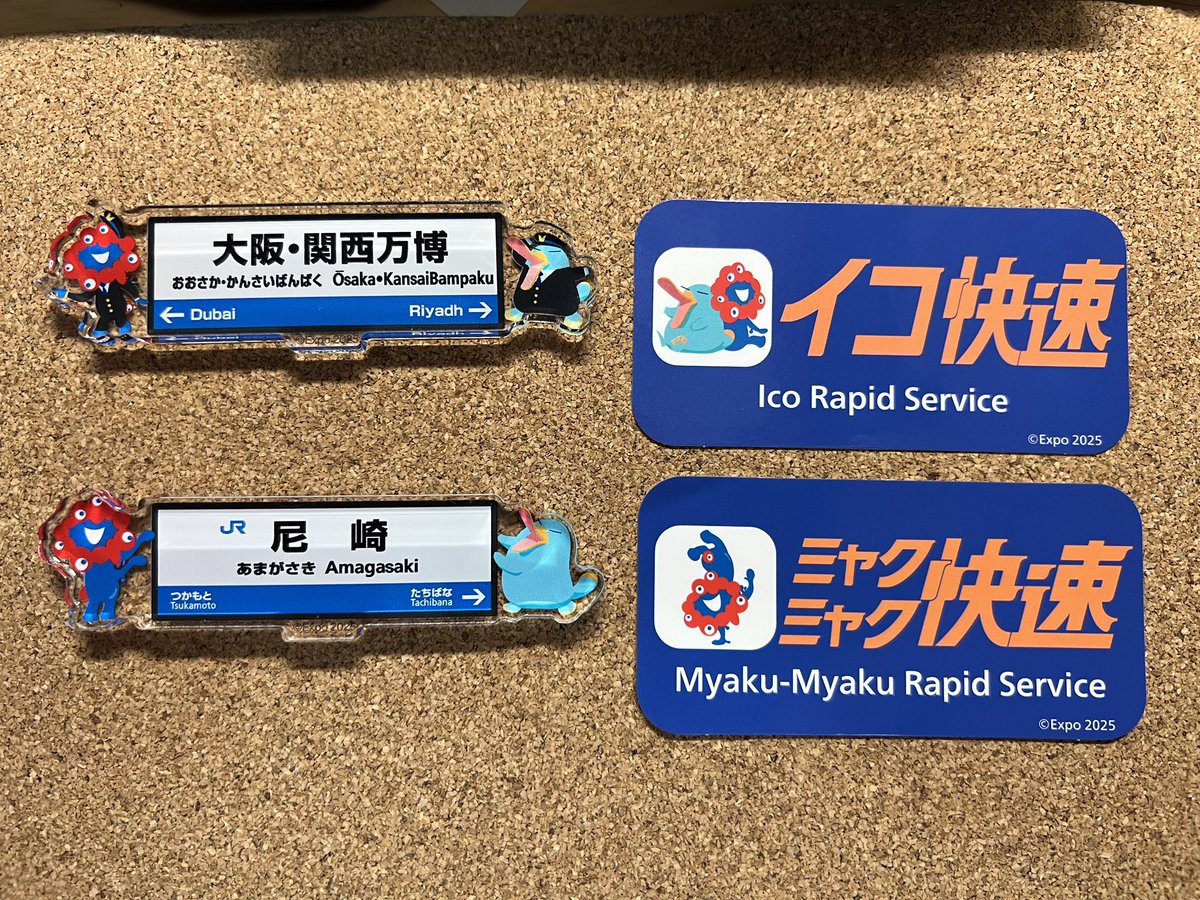 大阪・関西万博
おおさか・かんさいばんぱく Ōsaka・KansaiBampaku
← Dubai Riyadh →
イコ快速
Ico Rapid Service
©Expo 2025
JR 尼崎
あまがさき Amagasaki
つかもと たちばな
Tsukamoto Tachibana →
ミャク
ミャク快速
Myaku-Myaku Rapid Service
©Expo 2025